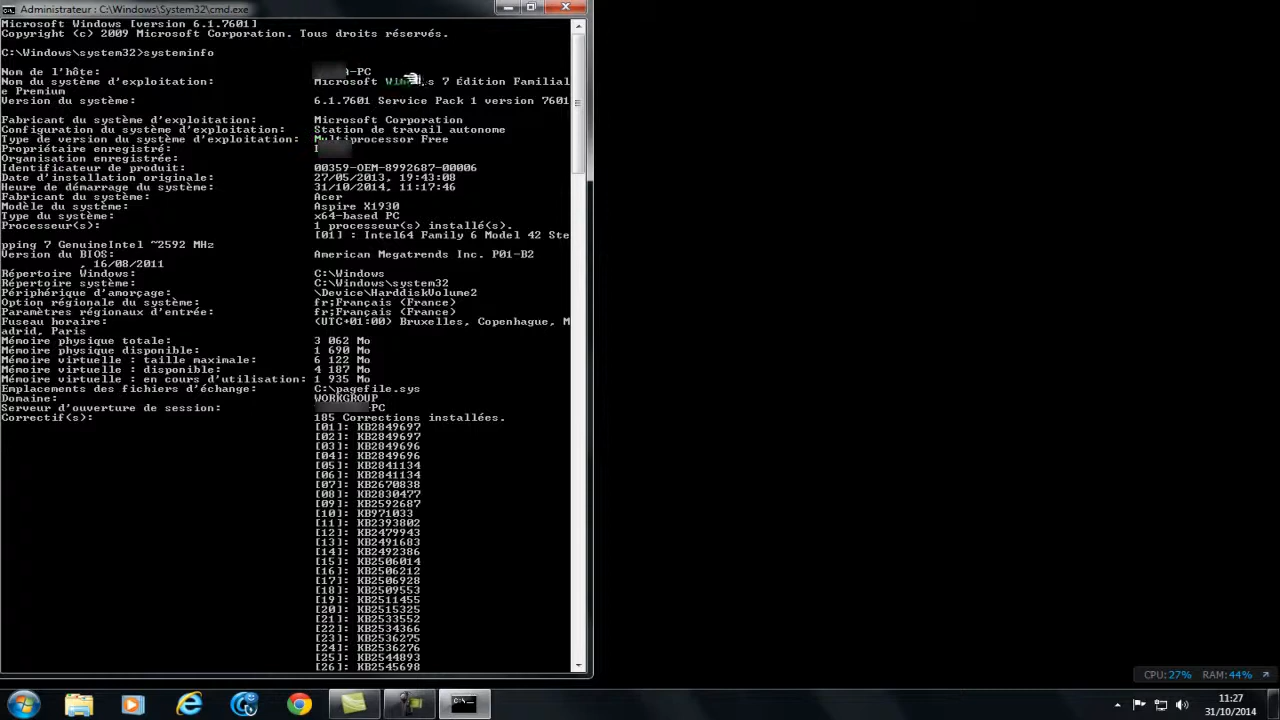 Administrateur : C:\Windows\System32\cmd.exe
Microsoft Windows [version 6.1.7601]
Copyright (c) 2009 Microsoft Corporation. Tous droits réservés.
C:\Windows\system32>systeminfo
Nom de l'hôte: -PC
Nom du système d'exploitation: Microsoft Windows 7 Édition Familial
e Premium
Version du système: 6.1.7601 Service Pack 1 version 7601
Fabricant du système d'exploitation: Microsoft Corporation
Configuration du système d'exploitation: Station de travail autonome
Type de version du système d'exploitation: Multiprocessor Free
Propriétaire enregistré:
Organisation enregistrée:
Identificateur de produit: 00359-OEM-8992687-00006
Date d'installation originale: 27/05/2013, 19:43:08
Heure de démarrage du système: 31/10/2014, 11:17:46
Fabricant du système: Acer
Modèle du système: Aspire X1930
Type du système: x64-based PC
Processeur(s): 1 processeur(s) installé(s).
[01] : Intel64 Family 6 Model 42 Ste
pping 7 GenuineIntel ~2592 MHz
Version du BIOS: American Megatrends Inc. P01-B2
, 16/08/2011
Répertoire Windows: C:\Windows
Répertoire système: C:\Windows\system32
Périphérique d'amorçage: \Device\HarddiskVolume2
Option régionale du système: fr;Français (France)
Paramètres régionaux d'entrée: fr;Français (France)
Fuseau horaire: (UTC+01:00) Bruxelles, Copenhague, M
adrid, Paris
Mémoire physique totale: 3 062 Mo
Mémoire physique disponible: 1 690 Mo
Mémoire virtuelle : taille maximale: 6 122 Mo
Mémoire virtuelle : disponible: 4 187 Mo
Mémoire virtuelle : en cours d'utilisation: 1 935 Mo
Emplacements des fichiers d'échange: C:\pagefile.sys
Domaine: WORKGROUP
Serveur d'ouverture de session: -PC
Correctif(s): 185 Corrections installées.
[01]: KB2849697
[02]: KB2849697
[03]: KB2849696
[04]: KB2849696
[05]: KB2841134
[06]: KB2841134
[07]: KB2670838
[08]: KB2830477
[09]: KB2592687
[10]: KB971033
[11]: KB2393802
[12]: KB2479943
[13]: KB2491683
[14]: KB2492386
[15]: KB2506014
[16]: KB2506212
[17]: KB2506928
[18]: KB2509553
[19]: KB2511455
[20]: KB2515325
[21]: KB2533552
[22]: KB2534366
[23]: KB2536275
[24]: KB2536276
[25]: KB2544893
[26]: KB2545698
CPU: 27% RAM: 44%
11:27
31/10/2014